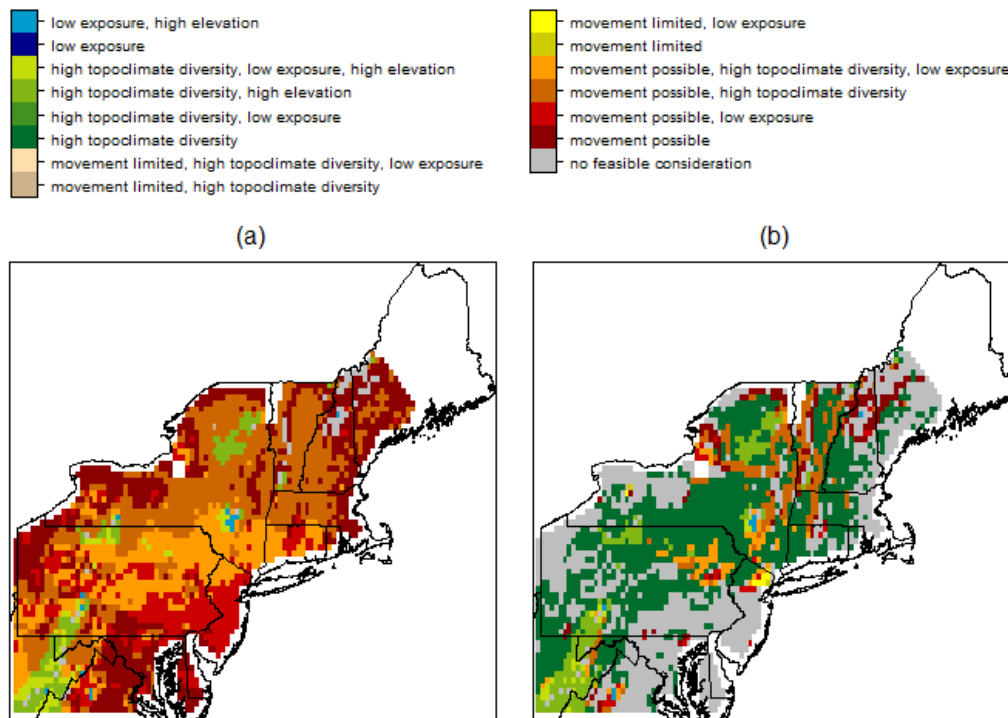 low exposure, high elevation
low exposure
high topoclimate diversity, low exposure, high elevation
high topoclimate diversity, high elevation
high topoclimate diversity, low exposure
high topoclimate diversity
movement limited, high topoclimate diversity, low exposure
movement limited, high topoclimate diversity
movement limited, low exposure
movement limited
movement possible, high topoclimate diversity, low exposure
movement possible, high topoclimate diversity
movement possible, low exposure
movement possible
no feasible consideration
(a)
(b)